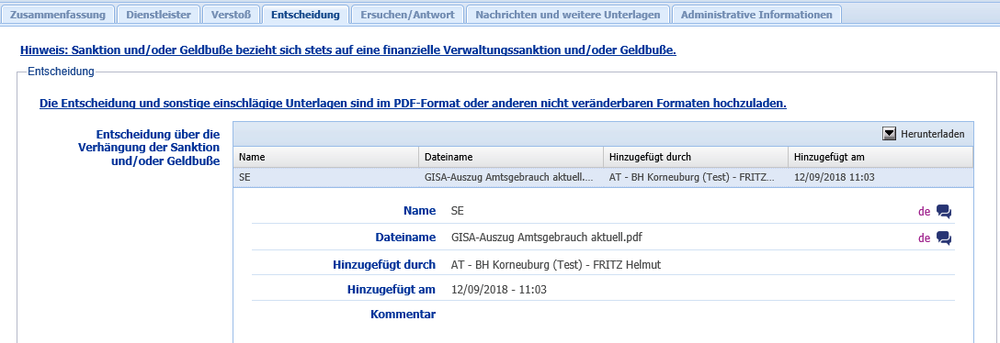 Zusammenfassung Dienstleister Verstoß Entscheidung Ersuchen/Antwort Nachrichten und weitere Unterlagen Administrative Informationen
Hinweis: Sanktion und/oder Geldbuße bezieht sich stets auf eine finanzielle Verwaltungssanktion und/oder Geldbuße.
Entscheidung
Die Entscheidung und sonstige einschlägige Unterlagen sind im PDF-Format oder anderen nicht veränderbaren Formaten hochzuladen.
Entscheidung über die
Verhängung der Sanktion
und/oder Geldbuße
Herunterladen
Name Dateiname Hinzugefügt durch Hinzugefügt am
SE GISA-Auszug Amtsgebrauch aktuell.... AT - BH Korneuburg (Test) - FRITZ... 12/09/2018 11:03
Name SE de
Dateiname GISA-Auszug Amtsgebrauch aktuell.pdf de
Hinzugefügt durch AT - BH Korneuburg (Test) - FRITZ Helmut
Hinzugefügt am 12/09/2018 - 11:03
Kommentar